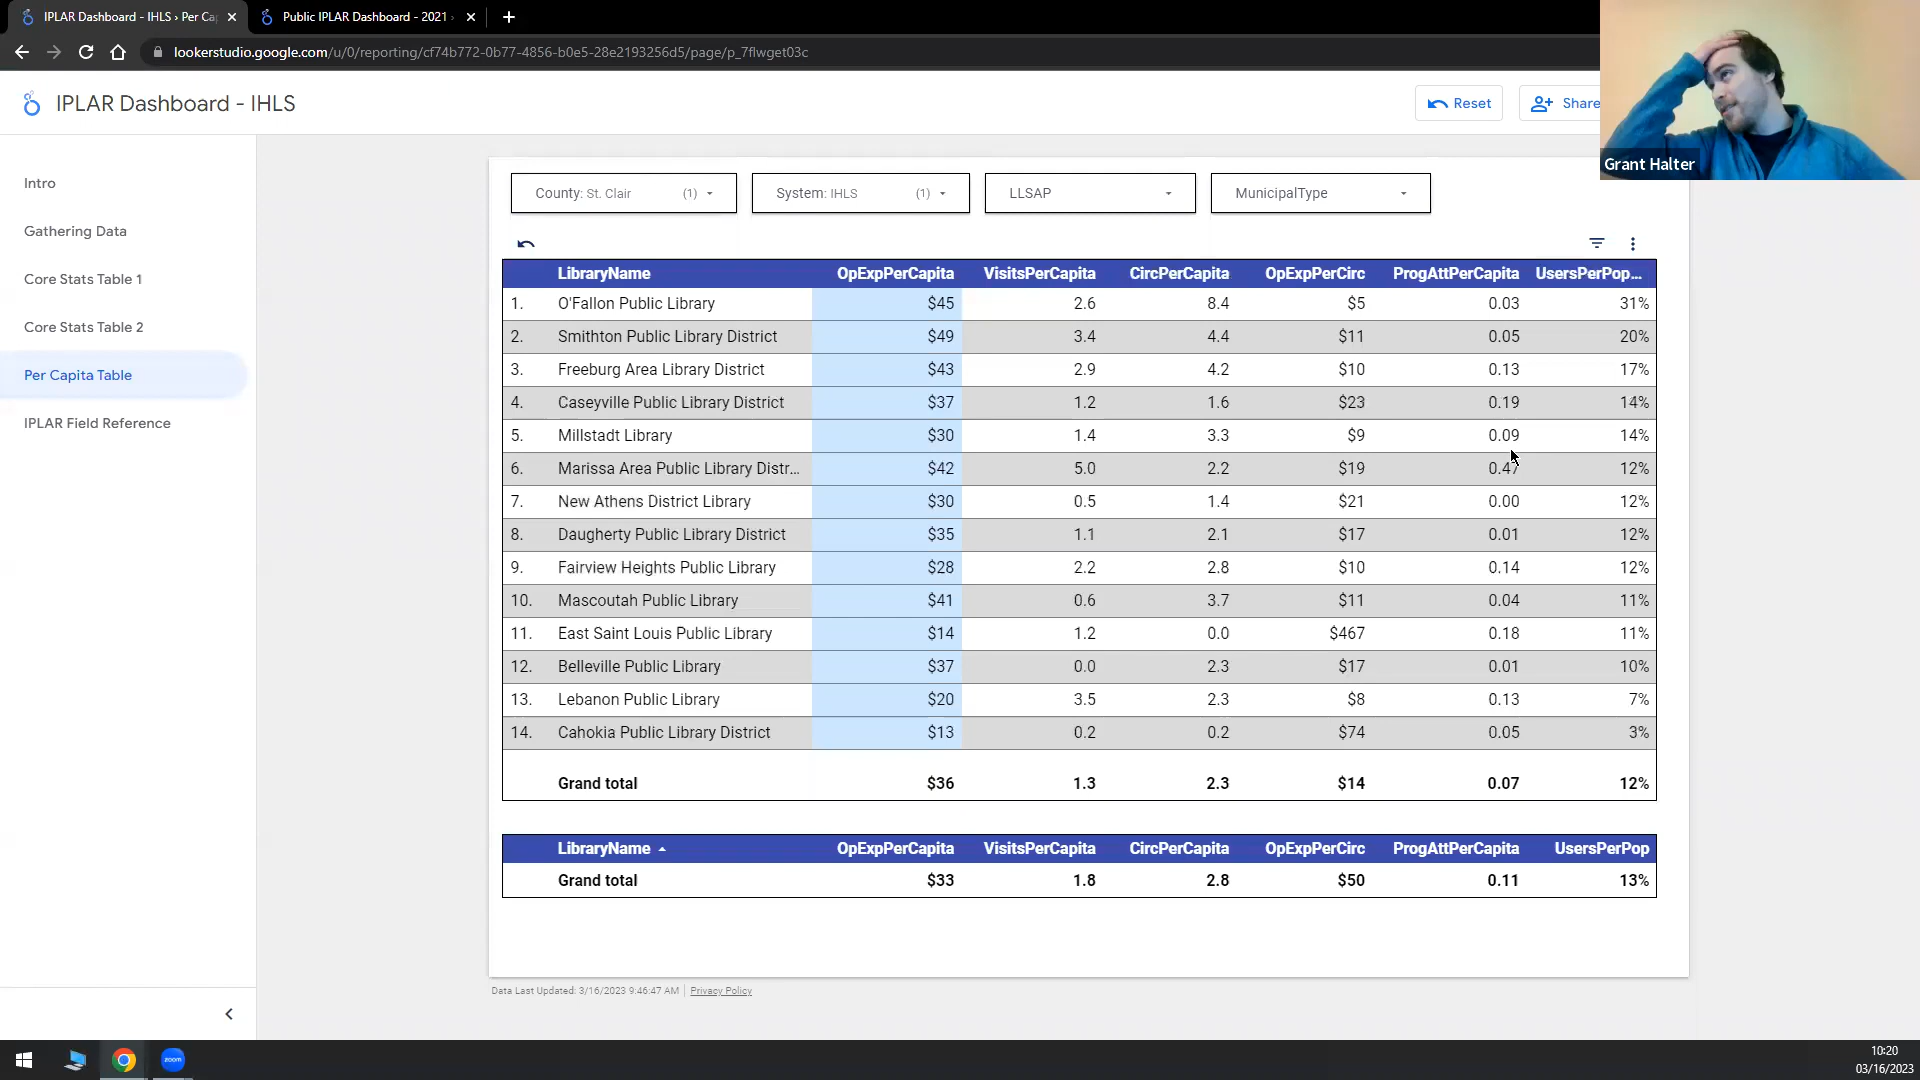 IPLAR Dashboard - IHLS › Per Ca
Public IPLAR Dashboard - 2021
lookerstudio.google.com/u/0/reporting/cf74b772-0b77-4856-b0e5-28e2193256d5/page/p_7flwget03c
IPLAR Dashboard - IHLS
Reset
Share
Grant Halter
Intro
Gathering Data
Core Stats Table 1
Core Stats Table 2
Per Capita Table
IPLAR Field Reference
County: St. Clair (1) System: IHLS (1) LLSAP MunicipalType
LibraryName OpExpPerCapita VisitsPerCapita CircPerCapita OpExpPerCirc ProgAttPerCapita UsersPerPop...
1. O'Fallon Public Library $45 2.6 8.4 $5 0.03 31%
2. Smithton Public Library District $49 3.4 4.4 $11 0.05 20%
3. Freeburg Area Library District $43 2.9 4.2 $10 0.13 17%
4. Caseyville Public Library District $37 1.2 1.6 $23 0.19 14%
5. Millstadt Library $30 1.4 3.3 $9 0.09 14%
6. Marissa Area Public Library Distr... $42 5.0 2.2 $19 0.47 12%
7. New Athens District Library $30 0.5 1.4 $21 0.00 12%
8. Daugherty Public Library District $35 1.1 2.1 $17 0.01 12%
9. Fairview Heights Public Library $28 2.2 2.8 $10 0.14 12%
10. Mascoutah Public Library $41 0.6 3.7 $11 0.04 11%
11. East Saint Louis Public Library $14 1.2 0.0 $467 0.18 11%
12. Belleville Public Library $37 0.0 2.3 $17 0.01 10%
13. Lebanon Public Library $20 3.5 2.3 $8 0.13 7%
14. Cahokia Public Library District $13 0.2 0.2 $74 0.05 3%
Grand total $36 1.3 2.3 $14 0.07 12%
LibraryName OpExpPerCapita VisitsPerCapita CircPerCapita OpExpPerCirc ProgAttPerCapita UsersPerPop
Grand total $33 1.8 2.8 $50 0.11 13%
Data Last Updated: 3/16/2023 9:46:47 AM Privacy Policy
zoom
10:20
03/16/2023